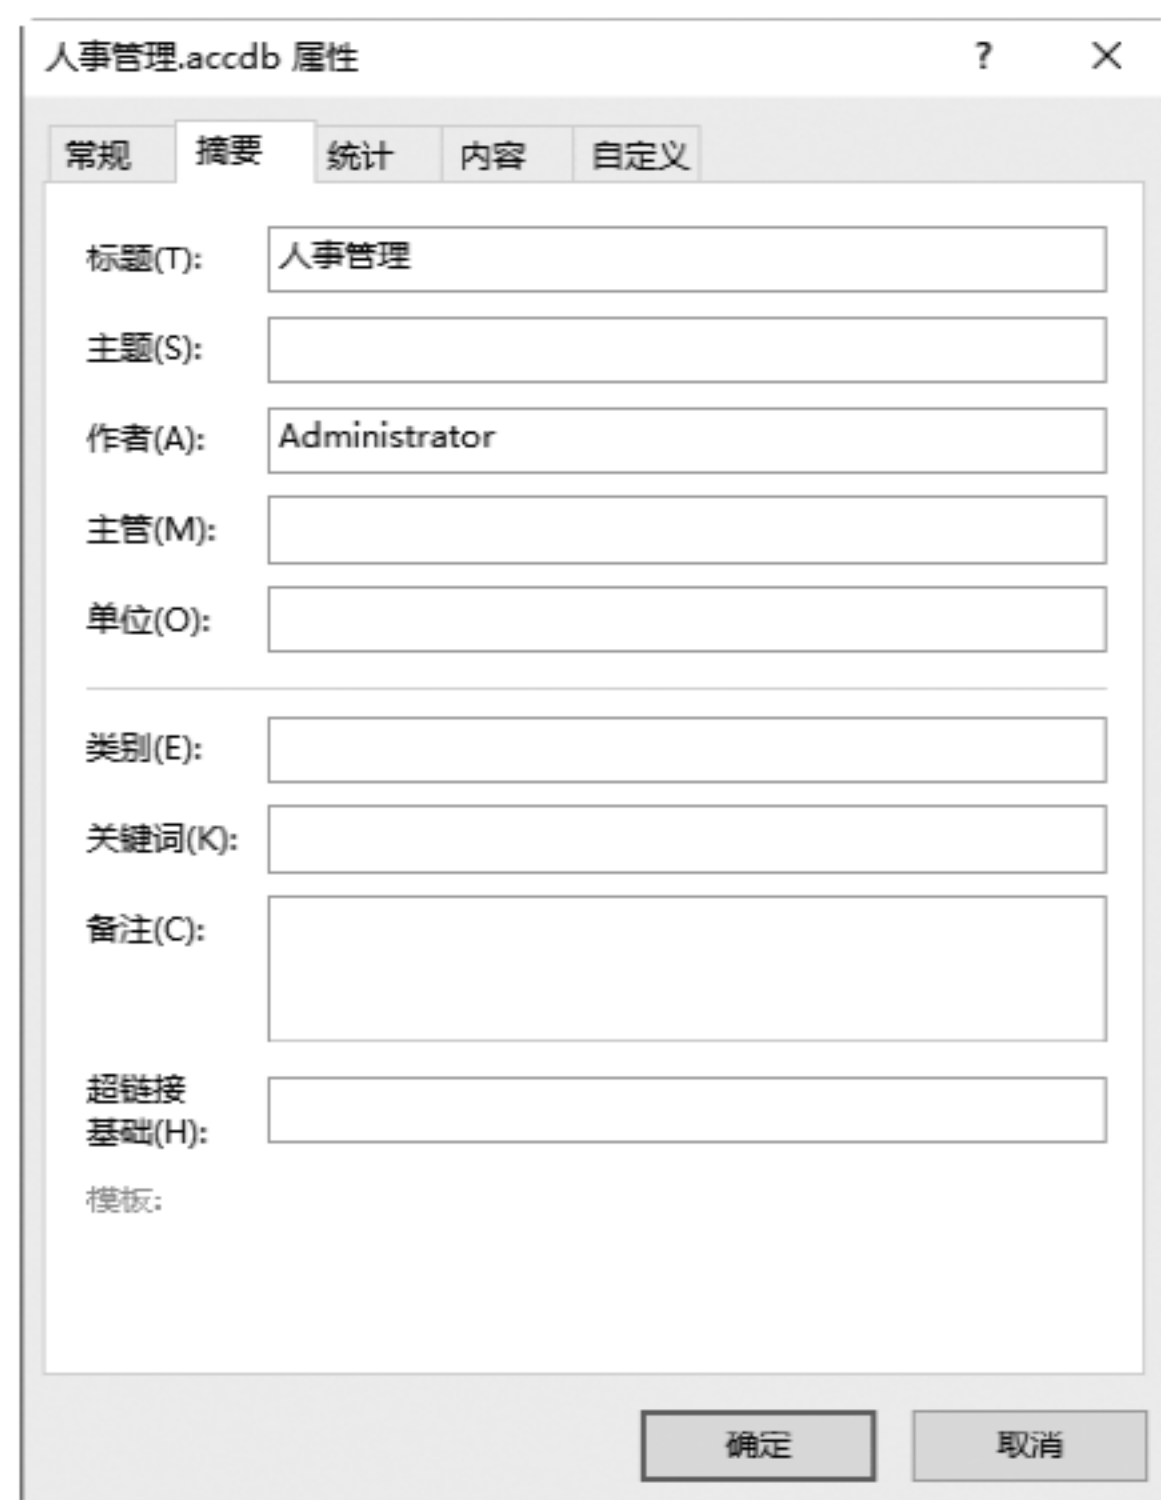 人事管理.accdb 属性 ? ×
常规 摘要 统计 内容 自定义
标题(T): 人事管理
主题(S):
作者(A): Administrator
主管(M):
单位(O):
类别(E):
关键词(K):
备注(C):
超链接
基础(H):
模板:
确定 取消